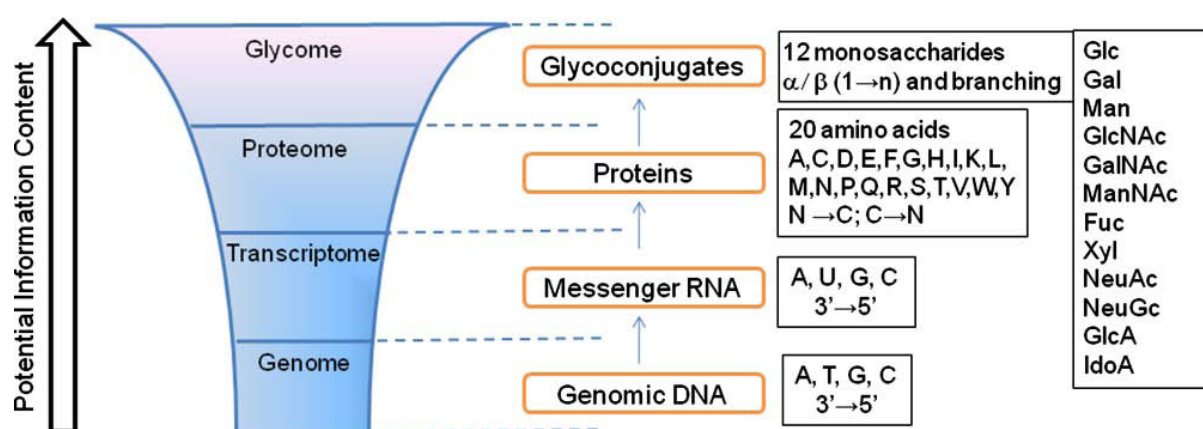 Potential Information Content
Glycome
Proteome
Transcriptome
Genome
Glycoconjugates
Proteins
Messenger RNA
Genomic DNA
12 monosaccharides
α/β (1→n) and branching
20 amino acids
A,C,D,E,F,G,H,I,K,L,
M,N,P,Q,R,S,T,V,W,Y
N →C; C→N
A, U, G, C
3’→5’
A, T, G, C
3’→5’
Glc
Gal
Man
GlcNAc
GalNAc
ManNAc
Fuc
Xyl
NeuAc
NeuGc
GlcA
IdoA